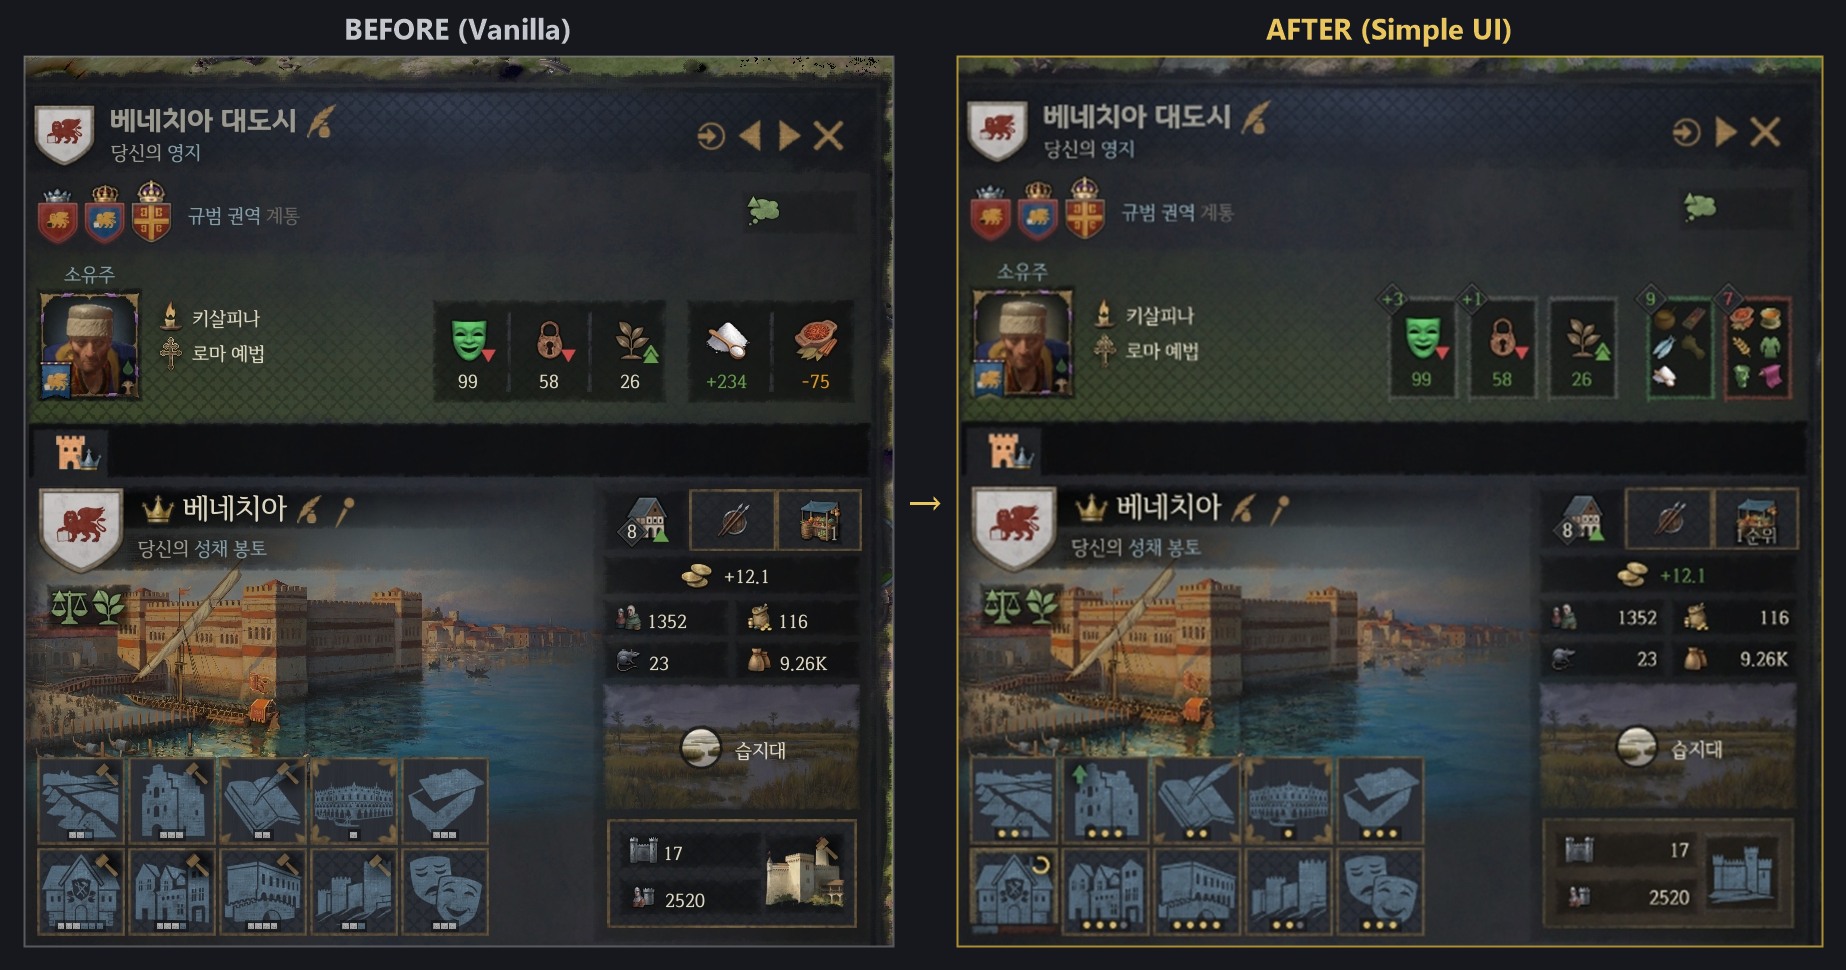 BEFORE (Vanilla)
베네치아 대도시
당신의 영지
규범 권역 계통
소유주
키살피나
로마 예법
99
58
26
+234
-75
베네치아
당신의 성채 봉토
8
1
+12.1
1352
116
23
9.26K
습지대
17
2520
→
AFTER (Simple UI)
베네치아 대도시
당신의 영지
규범 권역 계통
소유주
키살피나
로마 예법
+3
+1
9
7
99
58
26
베네치아
당신의 성채 봉토
8
1순위
+12.1
1352
116
23
9.26K
습지대
17
2520